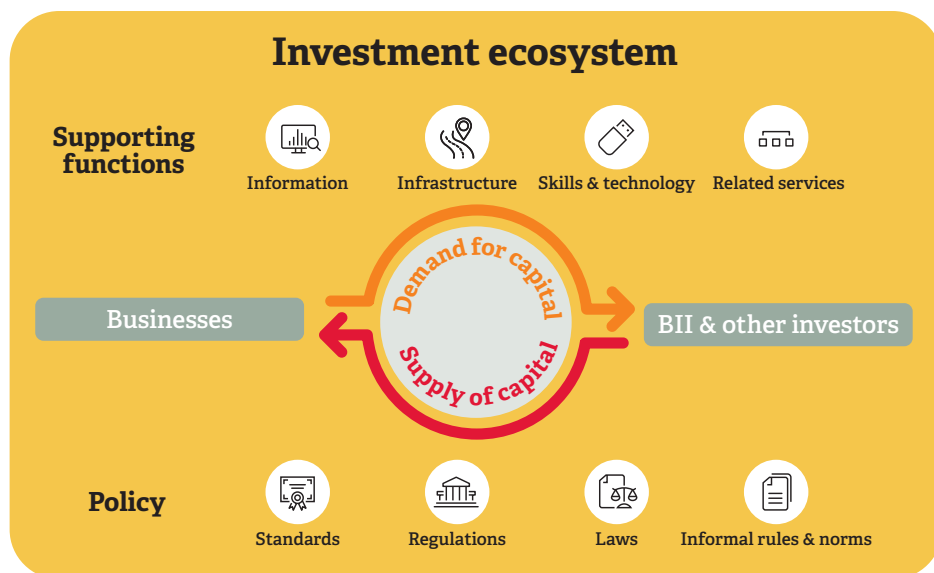 Investment ecosystem
Supporting
functions
Information
Infrastructure
Skills & technology
Related services
Demand for capital
Businesses
BII & other investors
Supply of capital
Policy
Standards
Regulations
Laws
Informal rules & norms